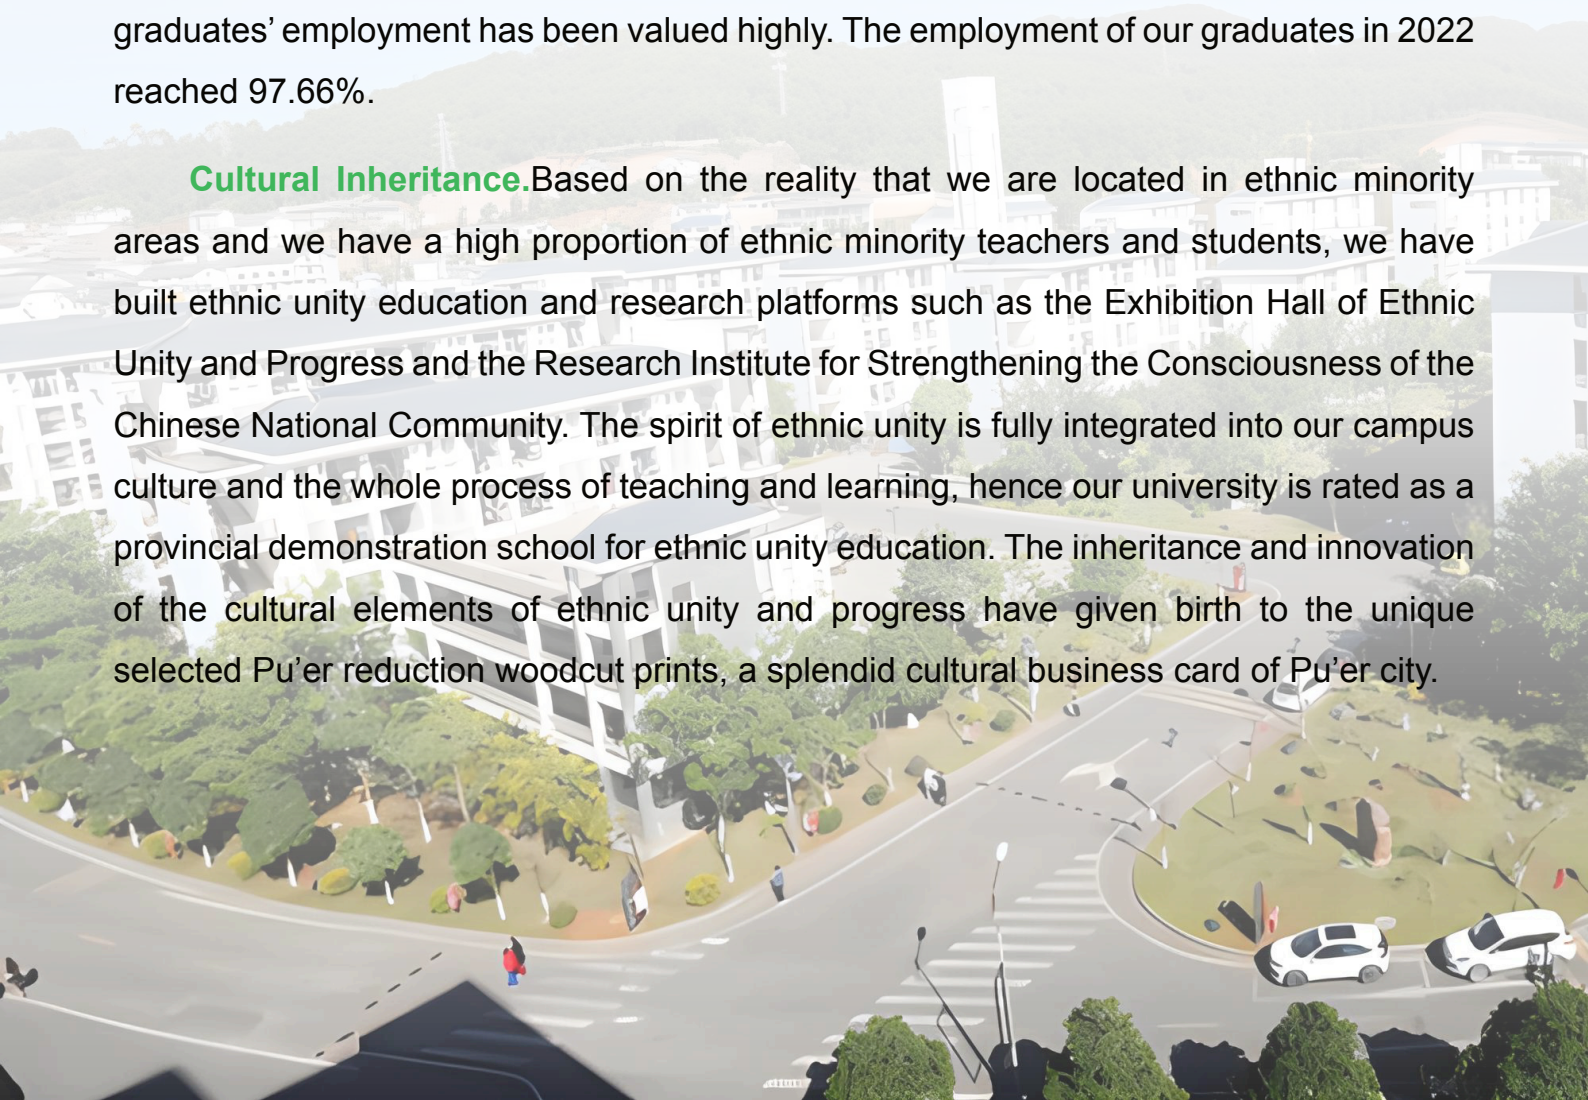 graduates’ employment has been valued highly. The employment of our graduates in 2022
reached 97.66%.
Cultural Inheritance.Based on the reality that we are located in ethnic minority
areas and we have a high proportion of ethnic minority teachers and students, we have
built ethnic unity education and research platforms such as the Exhibition Hall of Ethnic
Unity and Progress and the Research Institute for Strengthening the Consciousness of the
Chinese National Community. The spirit of ethnic unity is fully integrated into our campus
culture and the whole process of teaching and learning, hence our university is rated as a
provincial demonstration school for ethnic unity education. The inheritance and innovation
of the cultural elements of ethnic unity and progress have given birth to the unique
selected Pu’er reduction woodcut prints, a splendid cultural business card of Pu’er city.